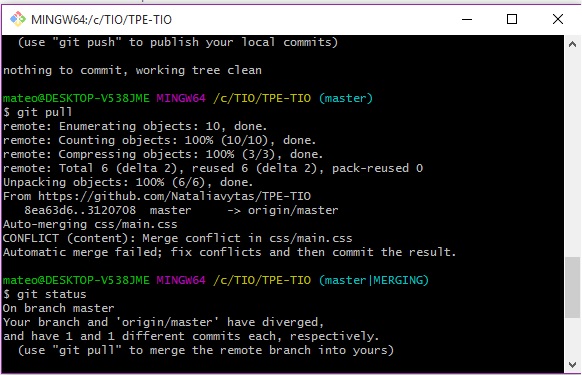 MINGW64:/c/TIO/TPE-TIO
(use "git push" to publish your local commits)
nothing to commit, working tree clean
mateo@DESKTOP-V538JME MINGW64 /c/TIO/TPE-TIO (master)
$ git pull
remote: Enumerating objects: 10, done.
remote: Counting objects: 100% (10/10), done.
remote: Compressing objects: 100% (3/3), done.
remote: Total 6 (delta 2), reused 6 (delta 2), pack-reused 0
Unpacking objects: 100% (6/6), done.
From https://github.com/Nataliavytas/TPE-TIO
8ea63d6..3120708  master     -> origin/master
Auto-merging css/main.css
CONFLICT (content): Merge conflict in css/main.css
Automatic merge failed; fix conflicts and then commit the result.
mateo@DESKTOP-V538JME MINGW64 /c/TIO/TPE-TIO (master|MERGING)
$ git status
On branch master
Your branch and 'origin/master' have diverged,
and have 1 and 1 different commits each, respectively.
(use "git pull" to merge the remote branch into yours)